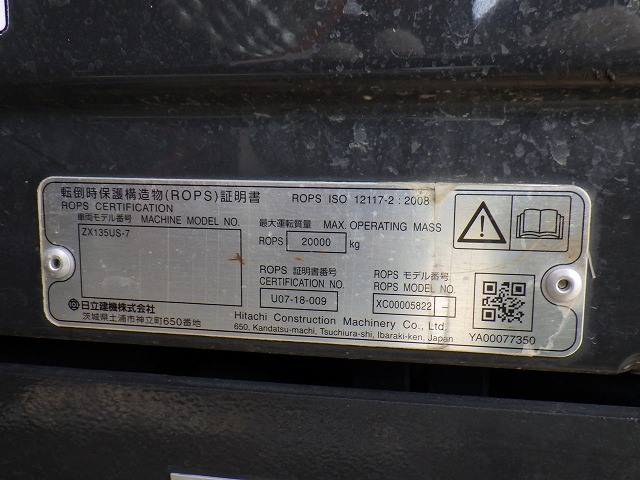 転倒時保護構造物(ROPS)証明書
ROPS CERTIFICATION
ROPS ISO 12117-2 : 2008
車両モデル番号 MACHINE MODEL NO.
ZX135US-7
最大運転質量 MAX. OPERATING MASS
ROPS 20000 kg
ROPS 証明書番号
CERTIFICATION NO.
U07-18-009
ROPS モデル番号
ROPS MODEL NO.
XC00005822 -
日立建機株式会社
茨城県土浦市神立町650番地
Hitachi Construction Machinery Co., Ltd.
650, Kandatsu-machi, Tsuchiura-shi, Ibaraki-ken, Japan
YA00077350